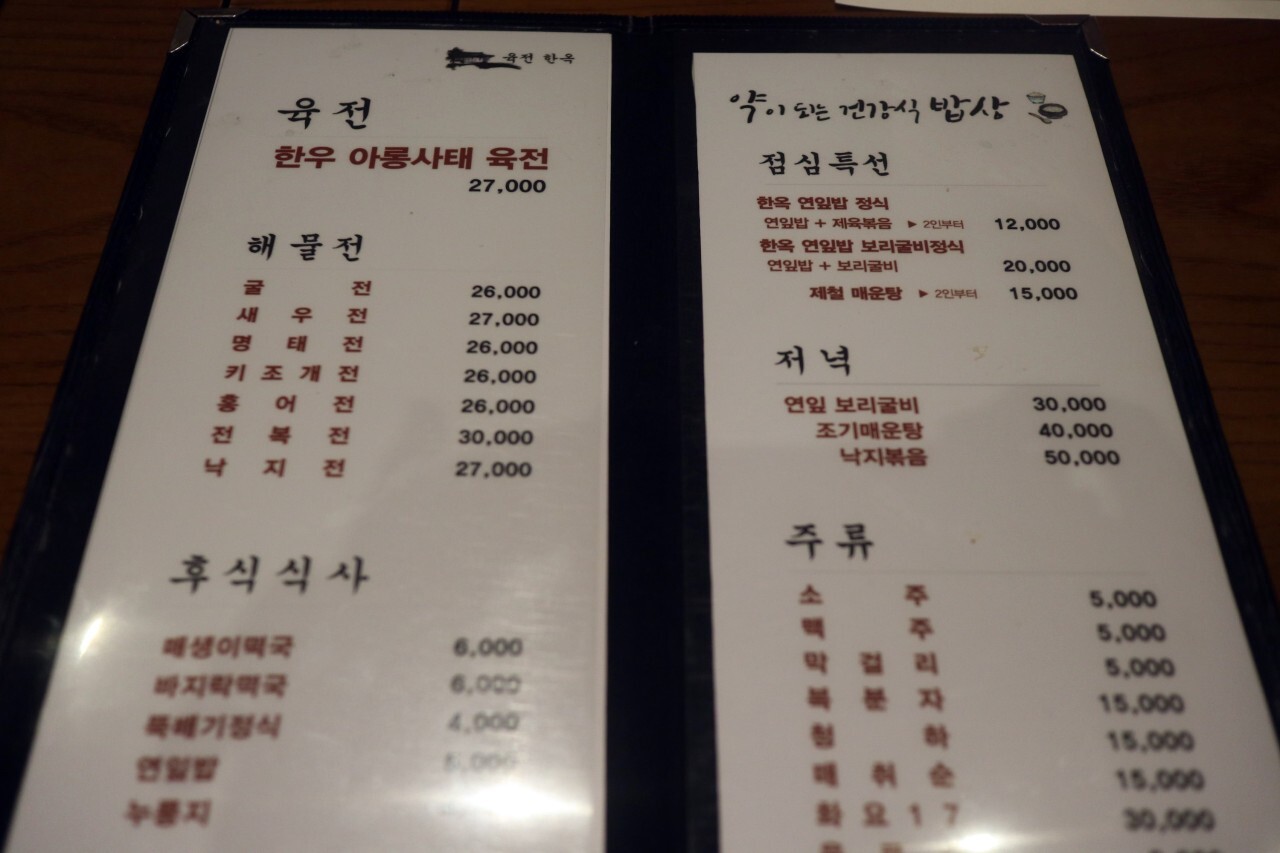 육전 한옥
육전
한우 아롱사태 육전
27,000
해물전
굴전 26,000
새우전 27,000
명태전 26,000
키조개전 26,000
홍어전 26,000
전복전 30,000
낙지전 27,000
후식식사
매생이떡국 6,000
바지락떡국 6,000
뚝배기정식 4,000
연잎밥
누룽지
약이 되는 건강식 밥상
점심특선
한옥 연잎밥 정식
연잎밥 + 제육볶음 ▶ 2인부터 12,000
한옥 연잎밥 보리굴비정식
연잎밥 + 보리굴비 20,000
제철 매운탕 ▶ 2인부터 15,000
저녁
연잎 보리굴비 30,000
조기매운탕 40,000
낙지볶음 50,000
주류
소주 5,000
맥주 5,000
막걸리 5,000
복분자 15,000
청하 15,000
매취순 15,000
화요17 30,000